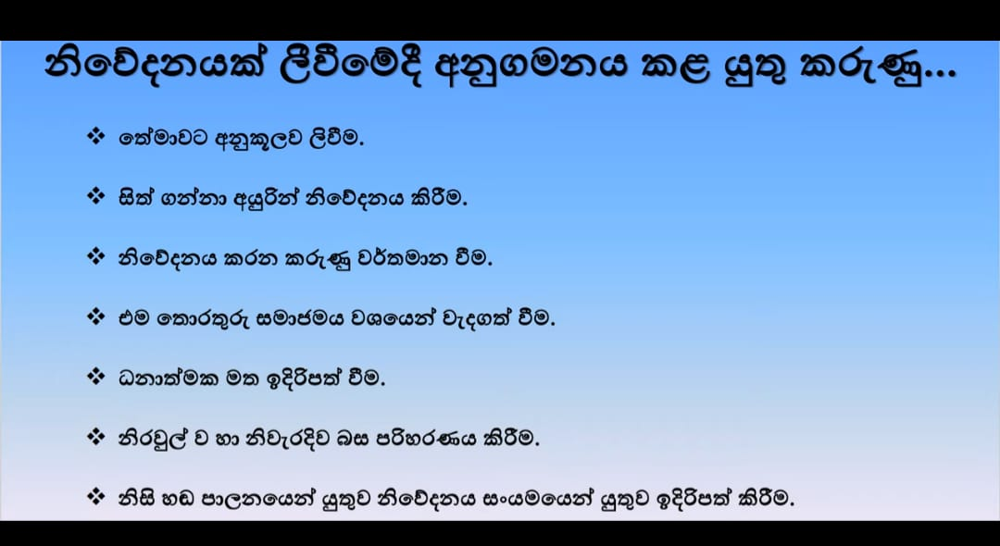 නිවේදනයක් ලිවීමේදී අනුගමනය කළ යුතු කරුණු...
❖ තේමාවට අනුකූලව ලිවීම.
❖ සිත් ගන්නා අයුරින් නිවේදනය කිරීම.
❖ නිවේදනය කරන කරුණු වර්තමාන වීම.
❖ එම තොරතුරු සමාජමය වශයෙන් වැදගත් වීම.
❖ ධනාත්මක මත ඉදිරිපත් වීම.
❖ නිරවුල් ව හා නිවැරදිව බස පරිහරණය කිරීම.
❖ නිසි හඬ පාලනයෙන් යුතුව නිවේදනය සංයමයෙන් යුතුව ඉදිරිපත් කිරීම.